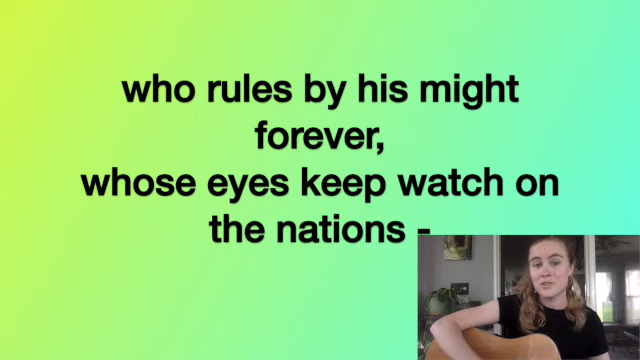 who rules by his might
forever,
whose eyes keep watch on
the nations -